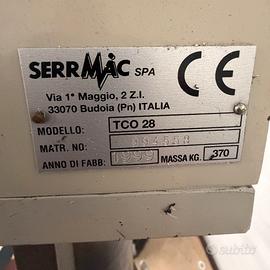 SERRMAC SPA
CE
Via 1° Maggio, 2 Z.I.
33070 Budoia (Pn) ITALIA
MODELLO: TCO 28
MATR. NO:
ANNO DI FABB: 1999 MASSA KG. 370
subito